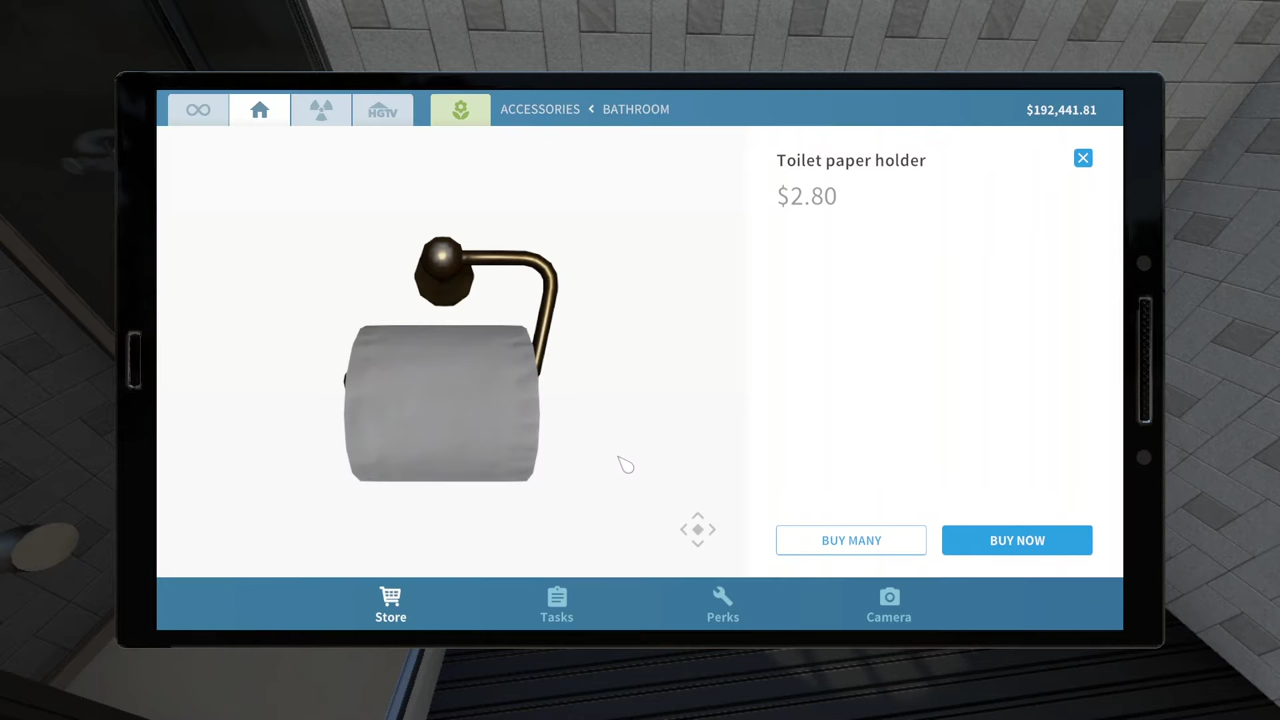 HGTV
ACCESSORIES < BATHROOM
$192,441.81
Toilet paper holder
$2.80
BUY MANY
BUY NOW
Store
Tasks
Perks
Camera